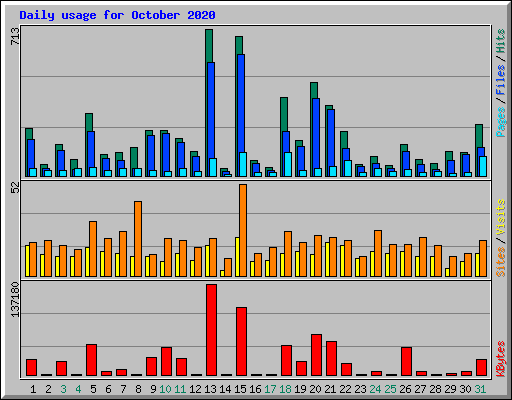 Daily usage for October 2020
713
52
137180
Pages / Files / Hits
Sites / Visits
KBytes
1 2 3 4 5 6 7 8 9 10 11 12 13 14 15 16 17 18 19 20 21 22 23 24 25 26 27 28 29 30 31